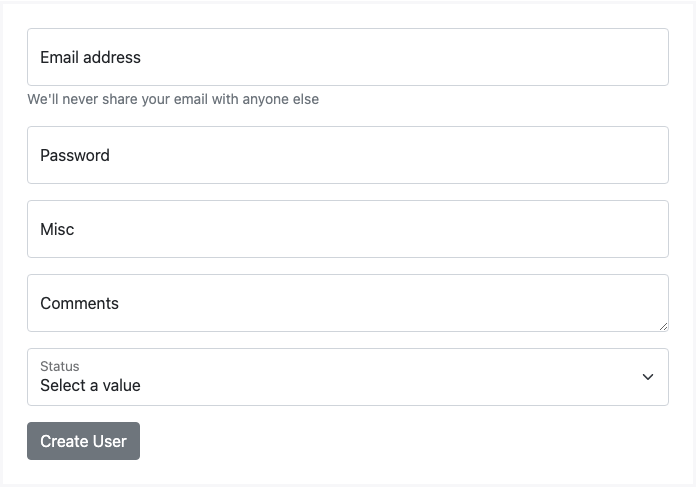 Email address
We'll never share your email with anyone else
Password
Misc
Comments
Status
Select a value
Create User